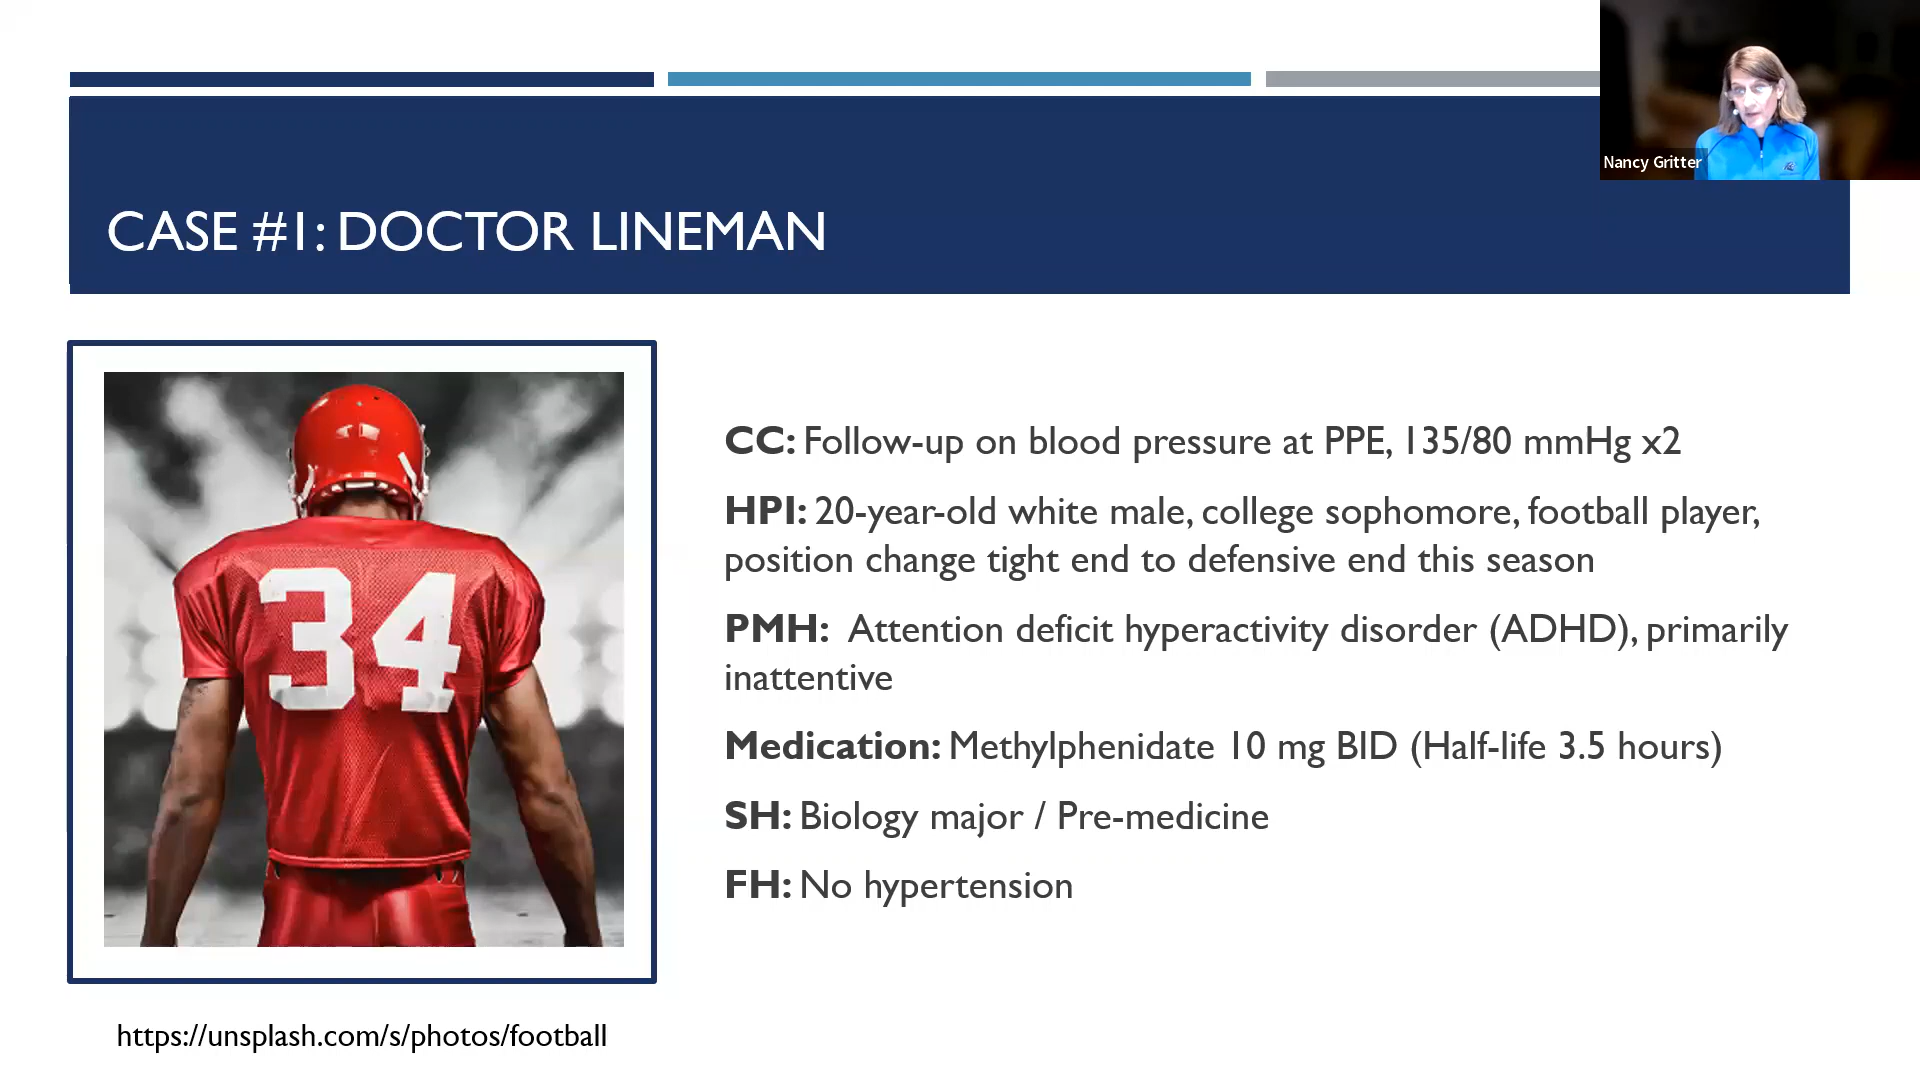 Nancy Gritter
CASE #1: DOCTOR LINEMAN
34
CC: Follow-up on blood pressure at PPE, 135/80 mmHg x2
HPI: 20-year-old white male, college sophomore, football player,
position change tight end to defensive end this season
PMH: Attention deficit hyperactivity disorder (ADHD), primarily
inattentive
Medication: Methylphenidate 10 mg BID (Half-life 3.5 hours)
SH: Biology major / Pre-medicine
FH: No hypertension
https://unsplash.com/s/photos/football